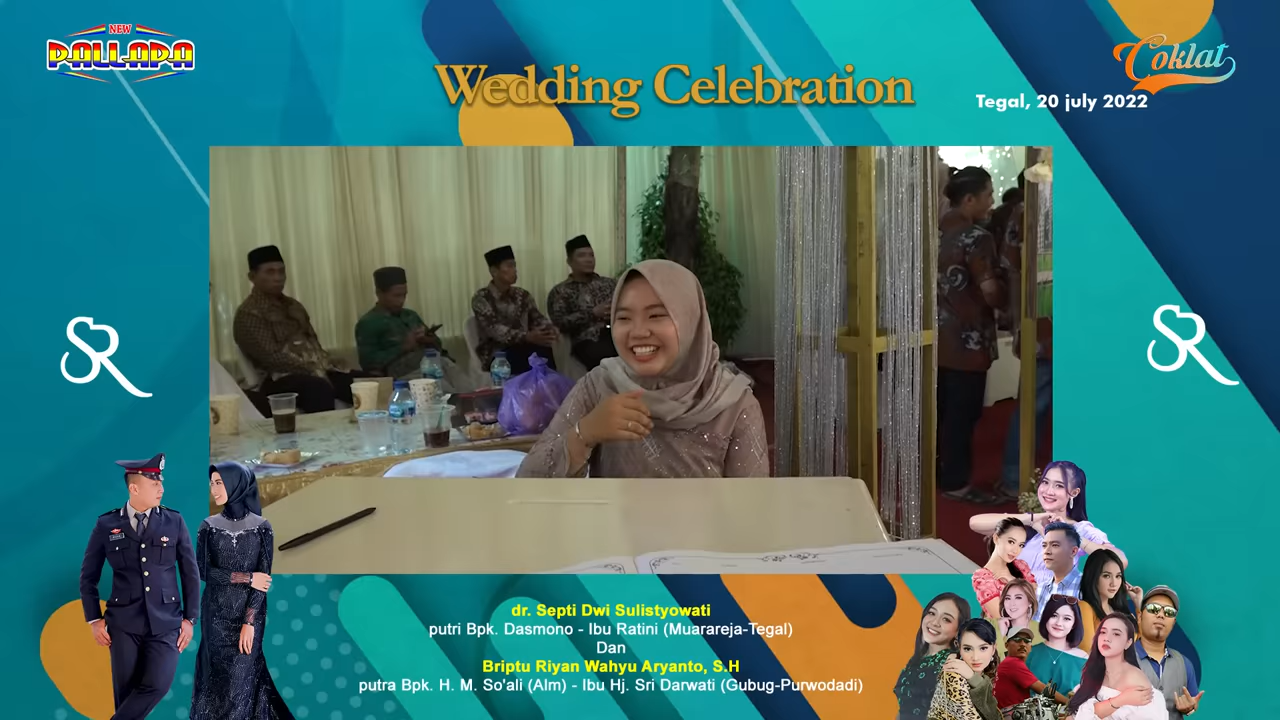 NEW
PALLAPA
Wedding Celebration
Coklat
Tegal, 20 july 2022
SR
SR
dr. Septi Dwi Sulistyowati
putri Bpk. Dasmono - Ibu Ratini (Muarareja-Tegal)
Dan
Briptu Riyan Wahyu Aryanto, S.H
putra Bpk. H. M. So'ali (Alm) - Ibu Hj. Sri Darwati (Gubug-Purwodadi)